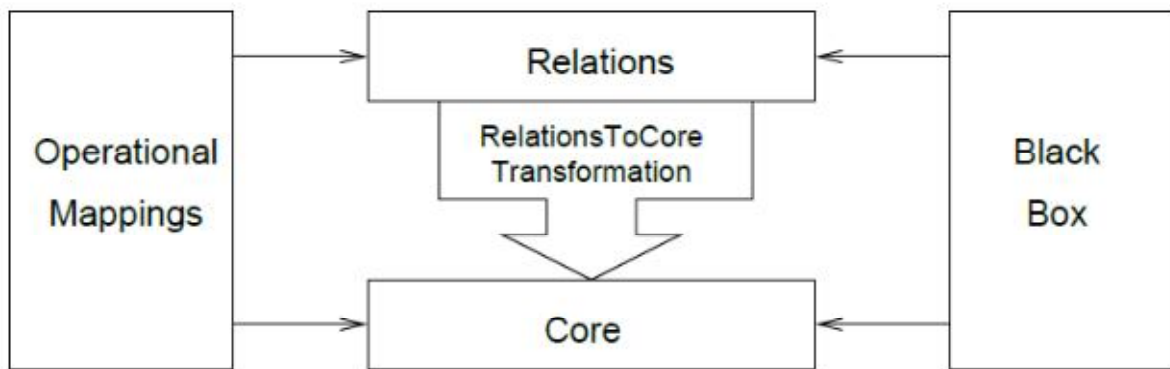 Relations
RelationsToCore
Transformation
Operational
Mappings
Black
Box
Core